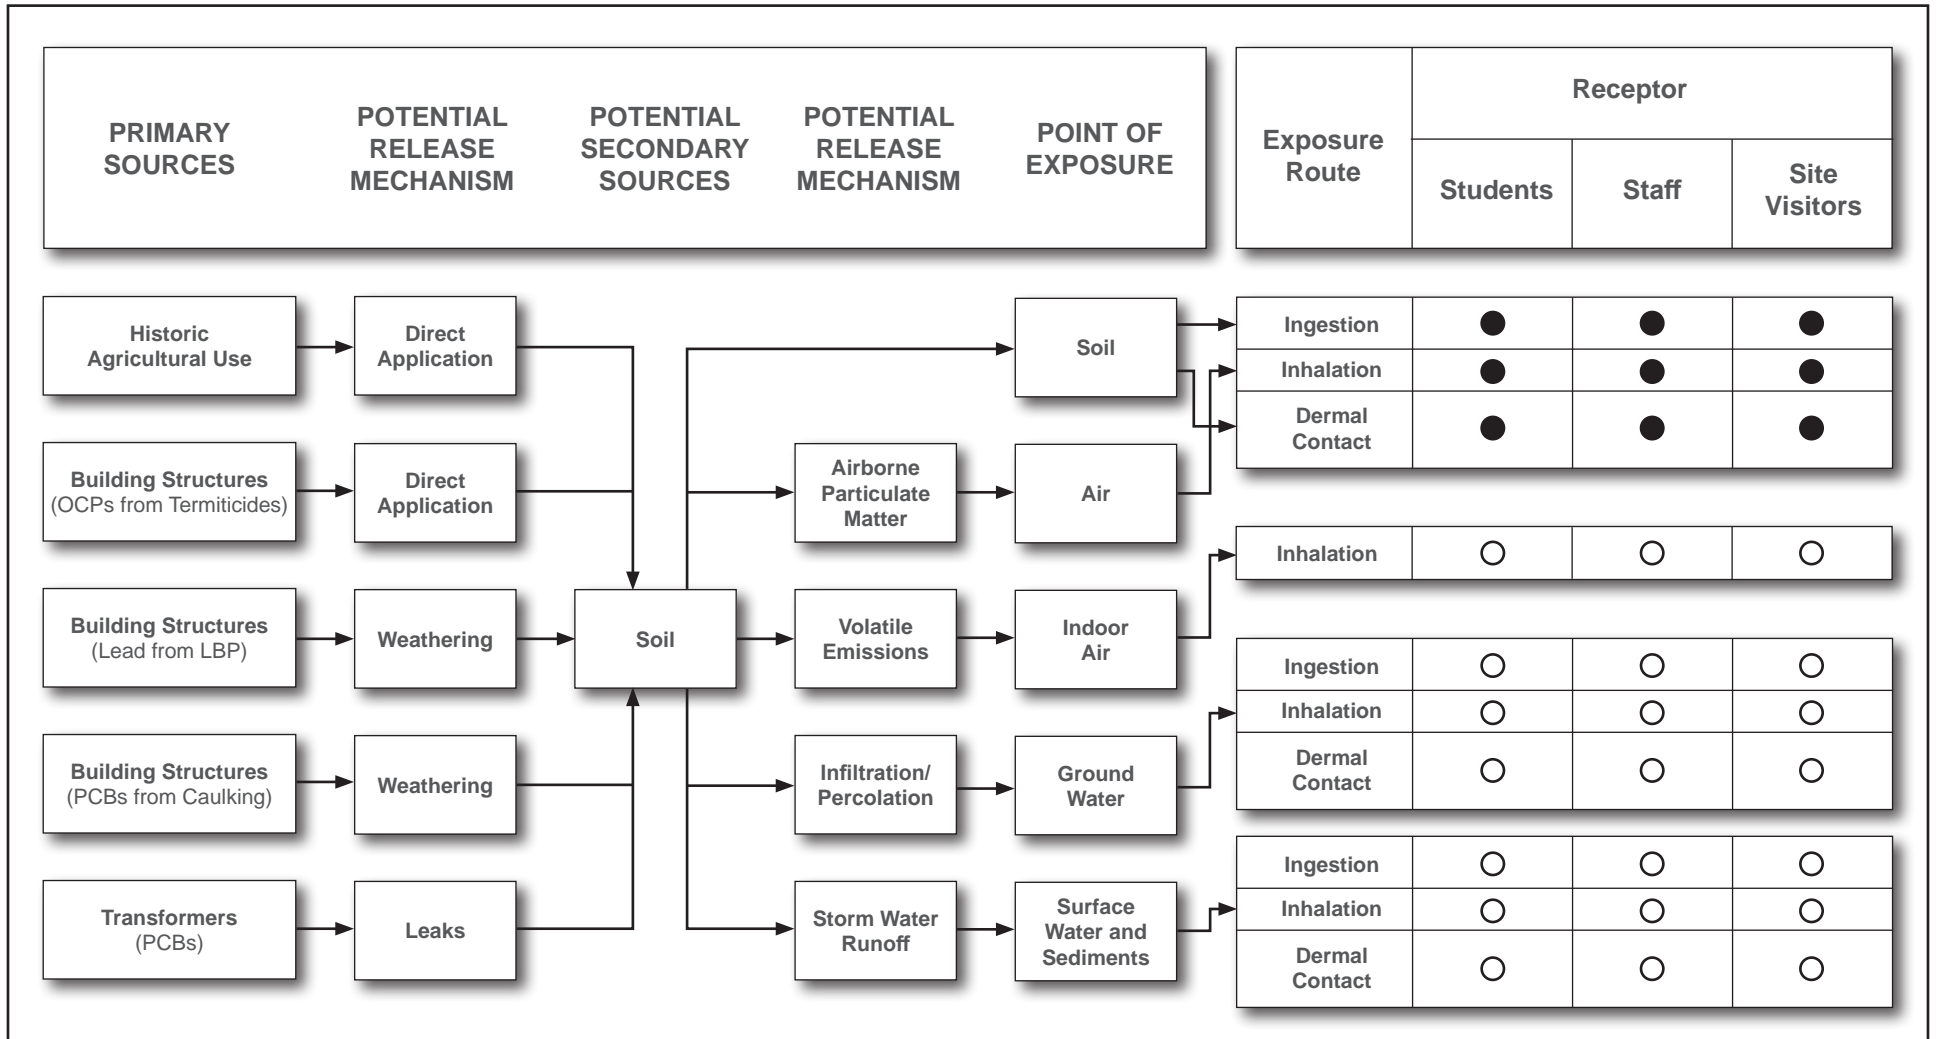 PRIMARY
SOURCES
POTENTIAL
RELEASE
MECHANISM
POTENTIAL
SECONDARY
SOURCES
POTENTIAL
RELEASE
MECHANISM
POINT OF
EXPOSURE
Exposure
Route
Receptor
Students
Staff
Site
Visitors
Historic
Agricultural Use
Direct
Application
Soil
Ingestion
Inhalation
Dermal
Contact
Building Structures
(OCPs from Termiticides)
Direct
Application
Airborne
Particulate
Matter
Air
Inhalation
Building Structures
(Lead from LBP)
Weathering
Soil
Volatile
Emissions
Indoor
Air
Ingestion
Inhalation
Dermal
Contact
Building Structures
(PCBs from Caulking)
Weathering
Infiltration/
Percolation
Ground
Water
Transformers
(PCBs)
Leaks
Storm Water
Runoff
Surface
Water and
Sediments
Ingestion
Inhalation
Dermal
Contact